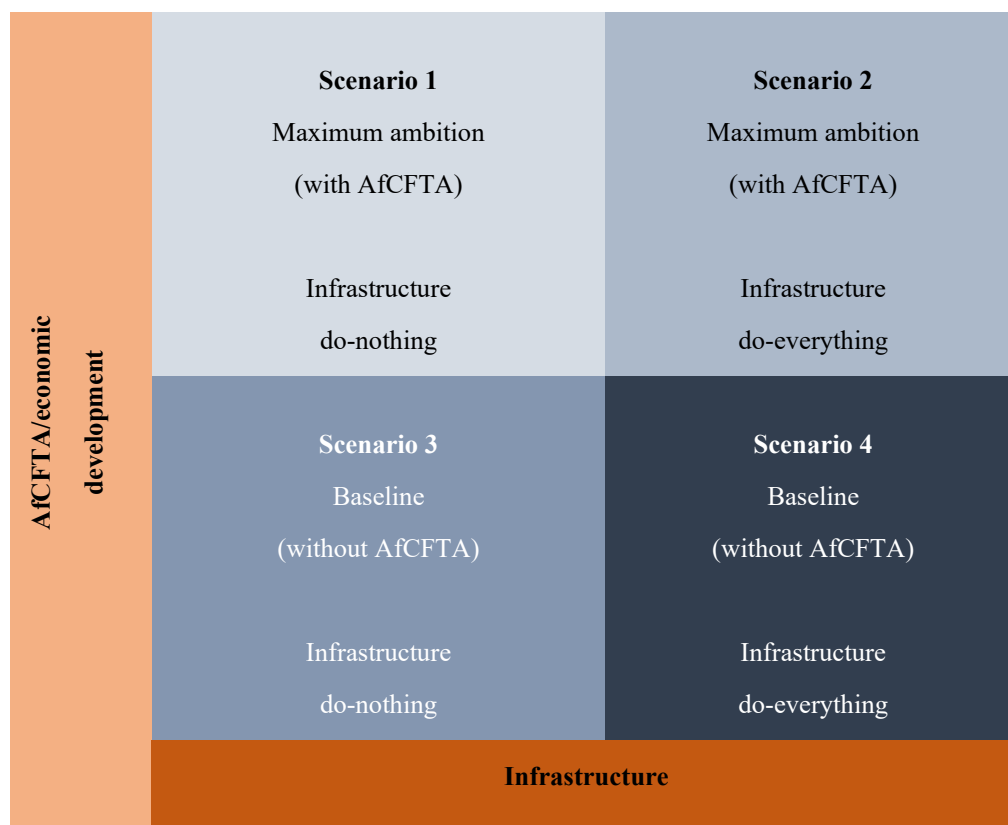 AfCFTA/economic
development
Scenario 1
Maximum ambition
(with AfCFTA)
Infrastructure
do-nothing
Scenario 2
Maximum ambition
(with AfCFTA)
Infrastructure
do-everything
Scenario 3
Baseline
(without AfCFTA)
Infrastructure
do-nothing
Scenario 4
Baseline
(without AfCFTA)
Infrastructure
do-everything
Infrastructure